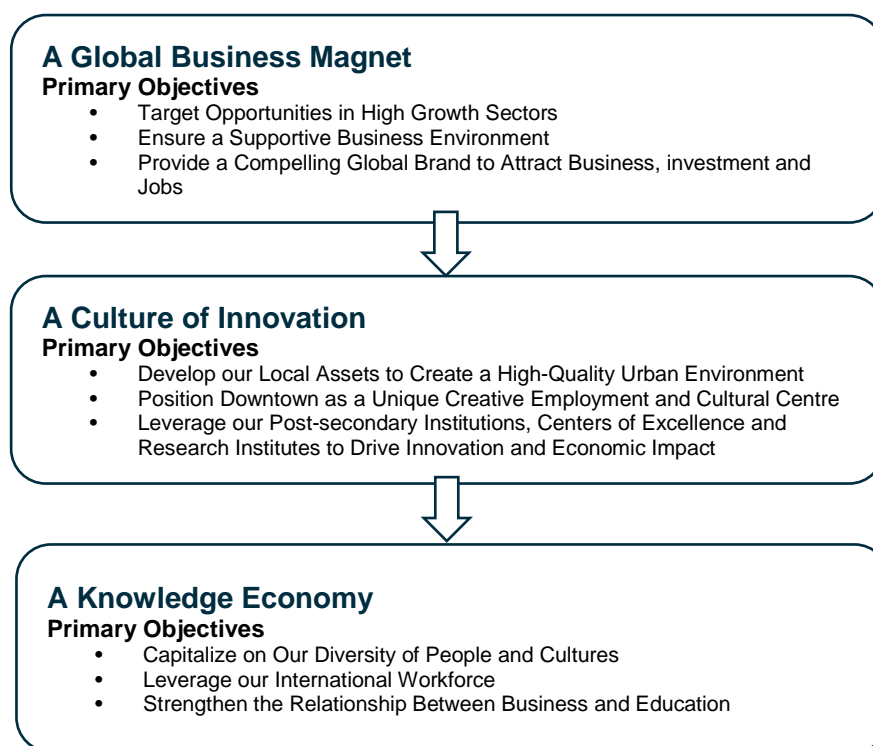 A Global Business Magnet
Primary Objectives
• Target Opportunities in High Growth Sectors
• Ensure a Supportive Business Environment
• Provide a Compelling Global Brand to Attract Business, investment and
Jobs
A Culture of Innovation
Primary Objectives
• Develop our Local Assets to Create a High-Quality Urban Environment
• Position Downtown as a Unique Creative Employment and Cultural Centre
• Leverage our Post-secondary Institutions, Centers of Excellence and
Research Institutes to Drive Innovation and Economic Impact
A Knowledge Economy
Primary Objectives
• Capitalize on Our Diversity of People and Cultures
• Leverage our International Workforce
• Strengthen the Relationship Between Business and Education